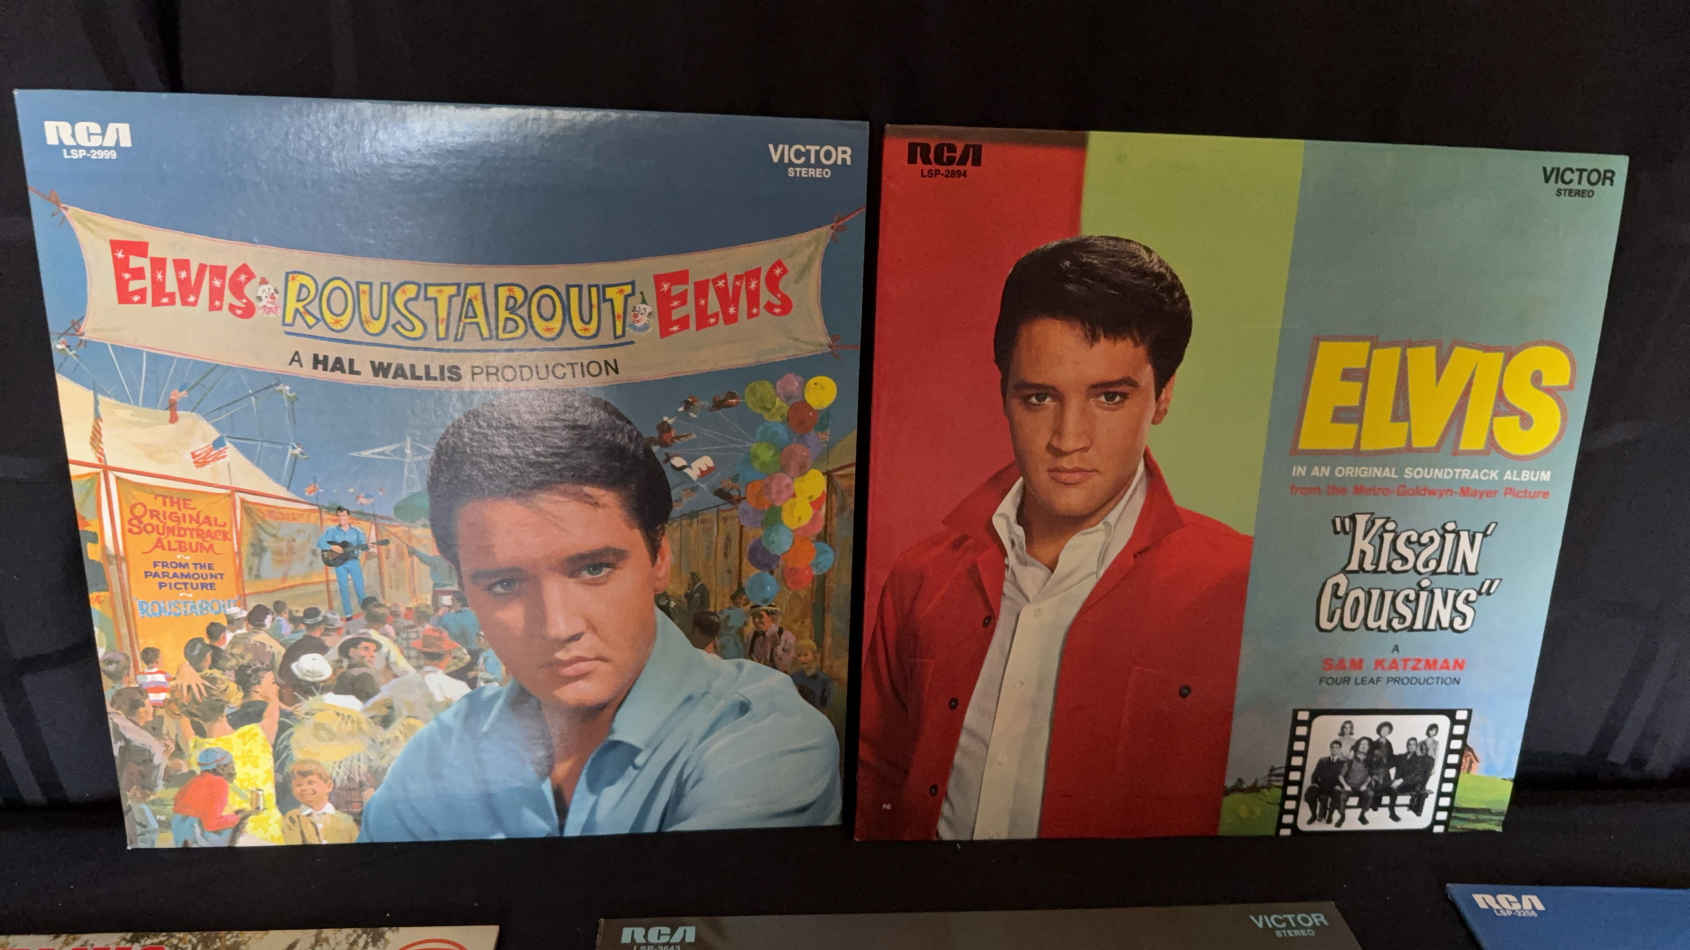 RCA
LSP-2999
VICTOR
STEREO
ELVIS ROUSTABOUT ELVIS
A HAL WALLIS PRODUCTION
THE
ORIGINAL
SOUNDTRACK
ALBUM
FROM THE
PARAMOUNT
PICTURE
"ROUSTABOUT"
RCA
LSP-2894
VICTOR
STEREO
ELVIS
IN AN ORIGINAL SOUNDTRACK ALBUM
from the Metro-Goldwyn-Mayer Picture
"KISSIN'
COUSINS"
A
SAM KATZMAN
FOUR LEAF PRODUCTION
RCA
VICTOR
STEREO
RCA